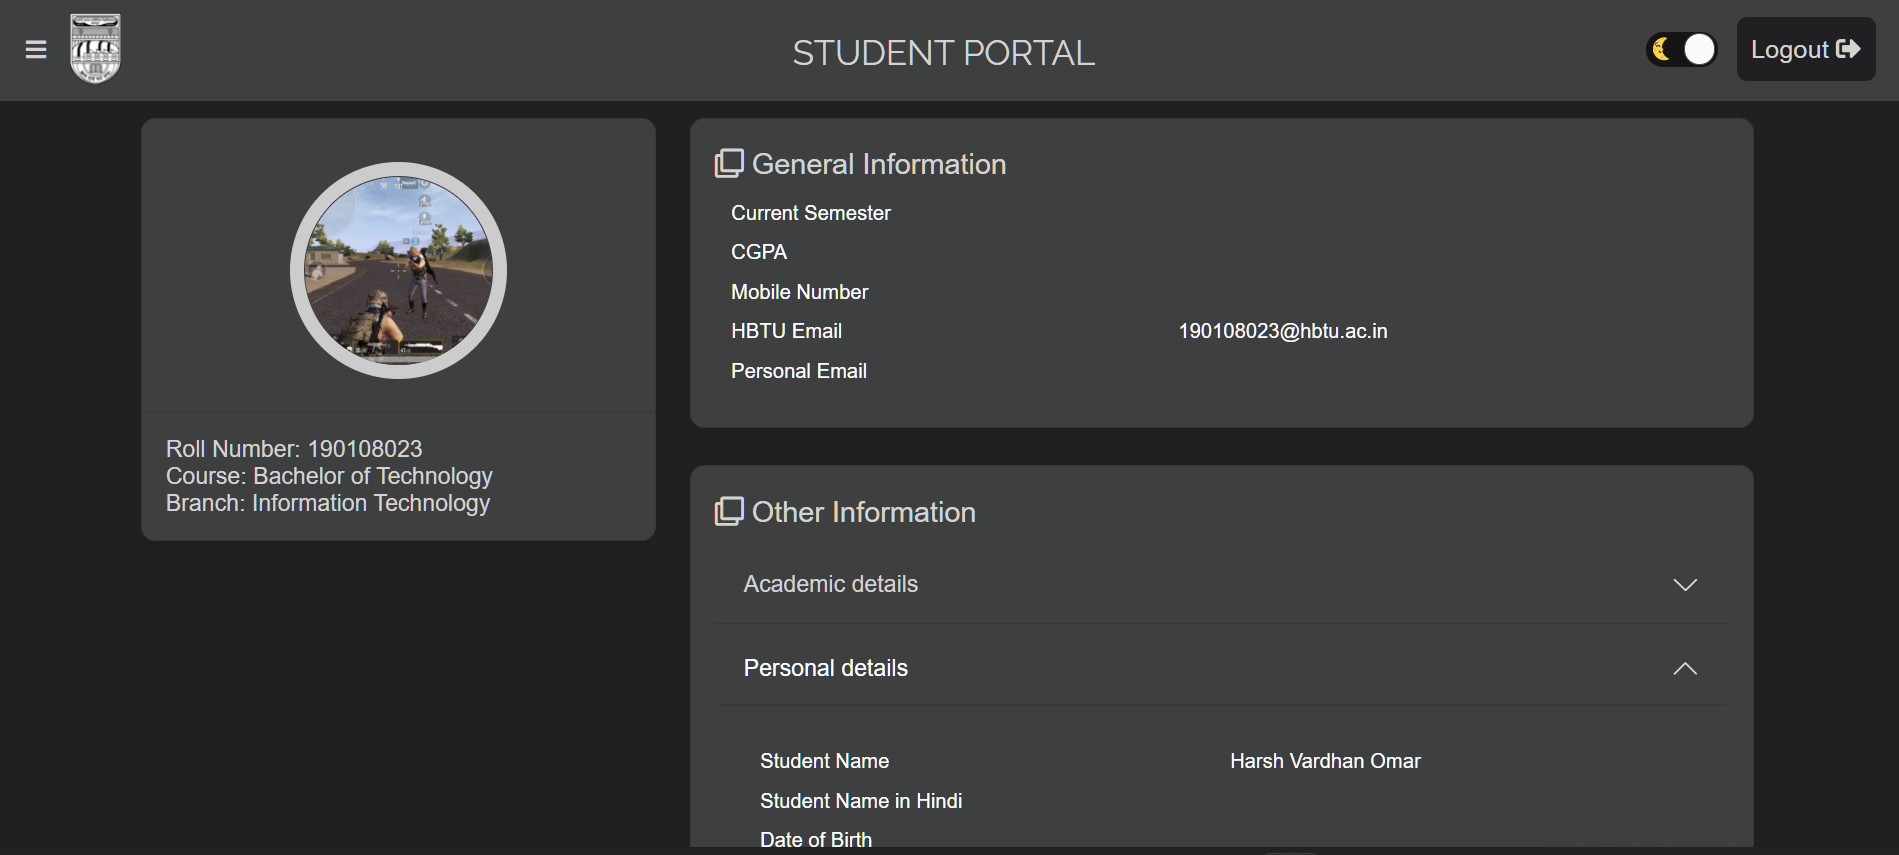 STUDENT PORTAL
Logout
Roll Number: 190108023
Course: Bachelor of Technology
Branch: Information Technology
General Information
Current Semester
CGPA
Mobile Number
HBTU Email 190108023@hbtu.ac.in
Personal Email
Other Information
Academic details
Personal details
Student Name Harsh Vardhan Omar
Student Name in Hindi
Date of Birth